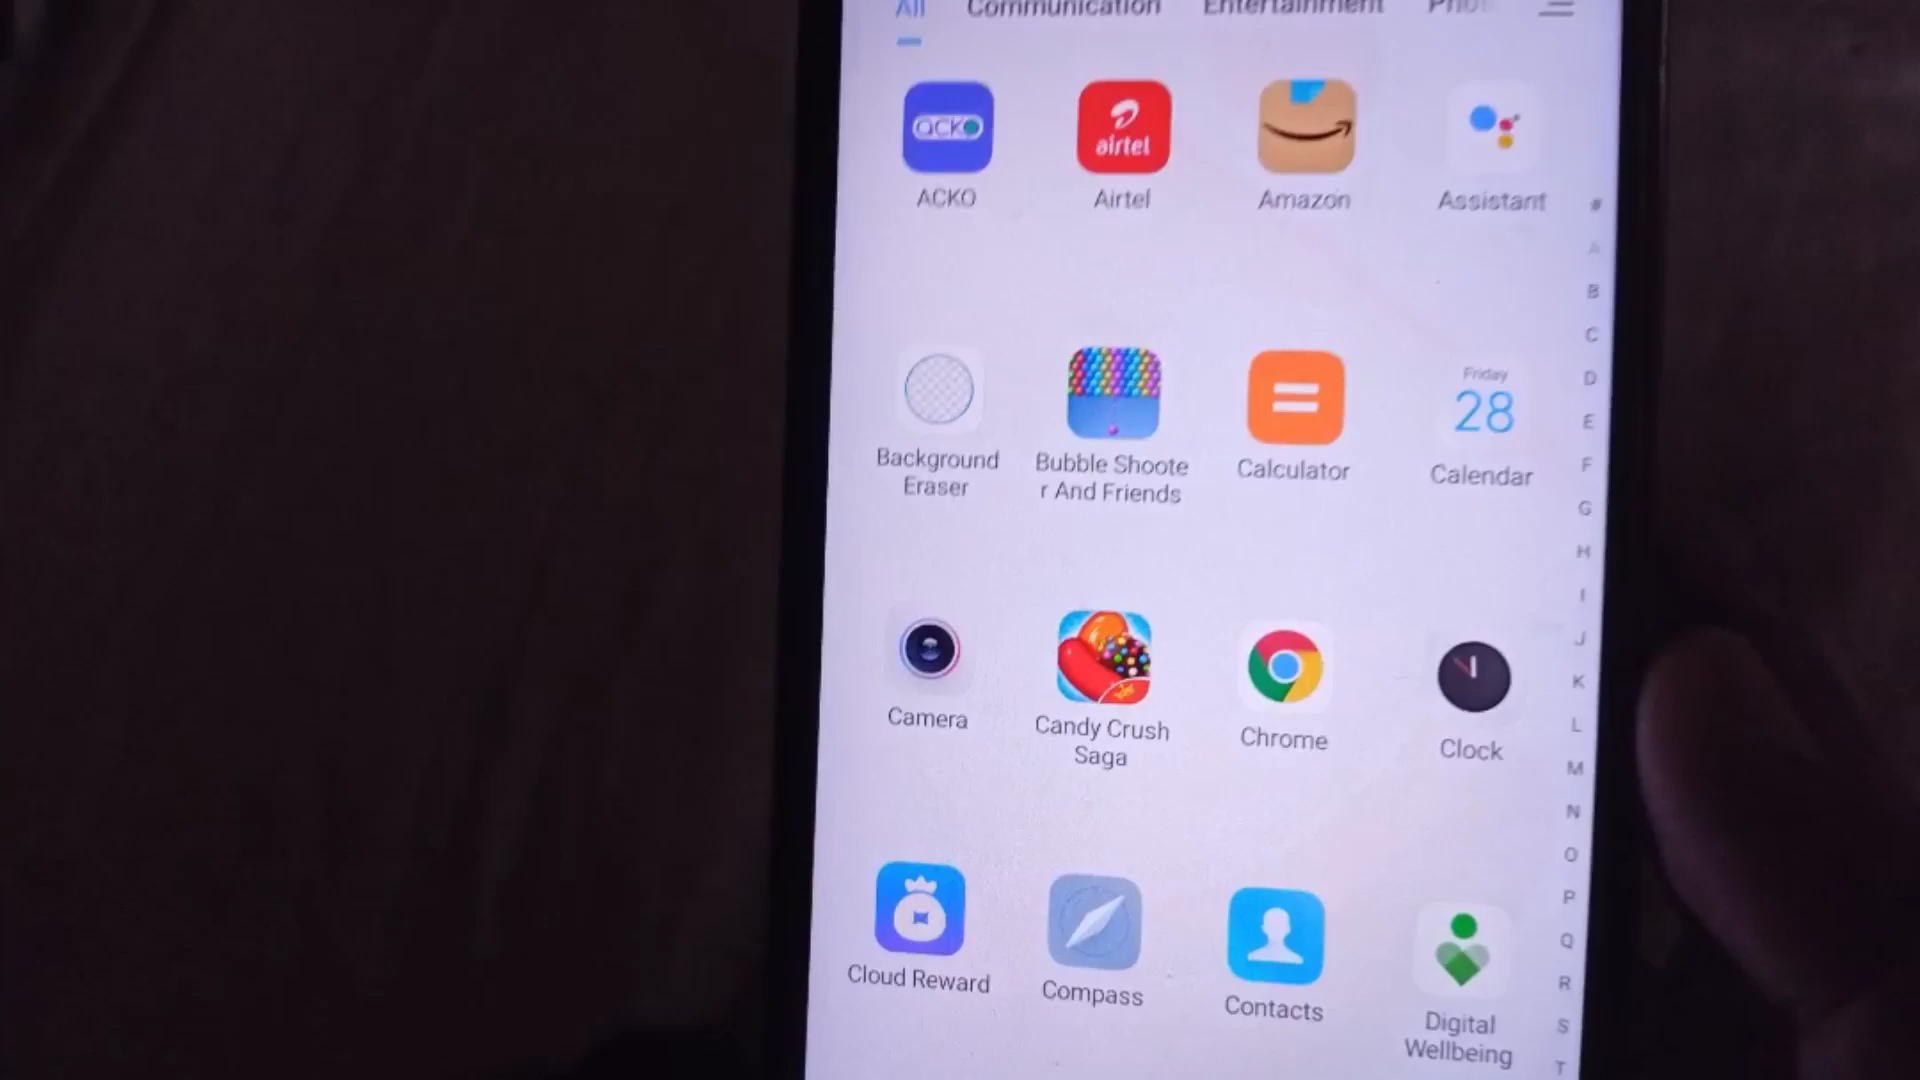 All Communication Entertainment
acko
airtel
ACKO Airtel Amazon Assistant
#
A
B
C
Friday
28
D
E
Background
Eraser
Bubble Shoote
r And Friends
Calculator
Calendar
F
G
H
I
J
K
L
Camera
Candy Crush
Saga
Chrome
Clock
M
N
O
P
Q
R
Cloud Reward
Compass
Contacts
Digital
Wellbeing
S
T